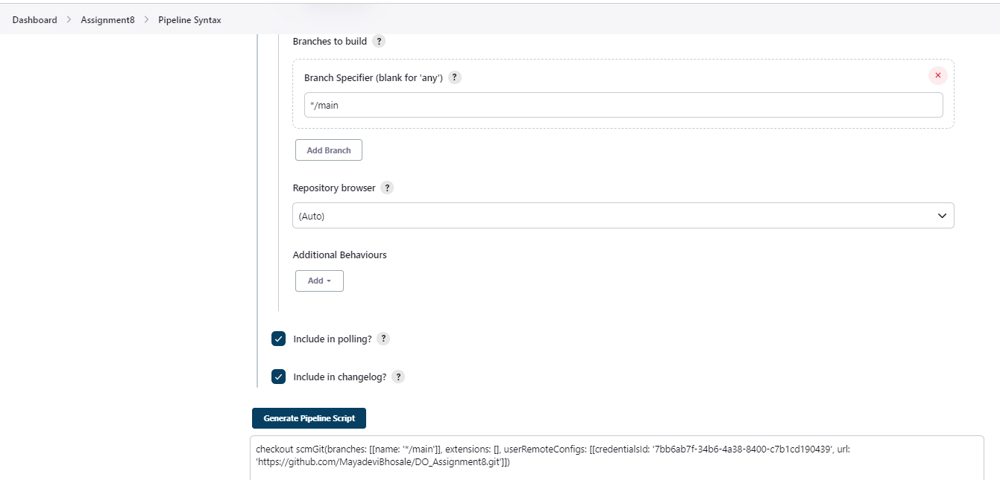 Dashboard > Assignment8 > Pipeline Syntax
Branches to build ?
Branch Specifier (blank for 'any') ?
*/main
Add Branch
Repository browser ?
(Auto)
Additional Behaviours
Add
Include in polling? ?
Include in changelog? ?
Generate Pipeline Script
checkout scmGit(branches: [[name: '*/main']], extensions: [], userRemoteConfigs: [[credentialsId: '7bb6ab7f-34b6-4a38-8400-c7b1cd190439', url:
'https://github.com/MayadeviBhosale/DO_Assignment8.git']])